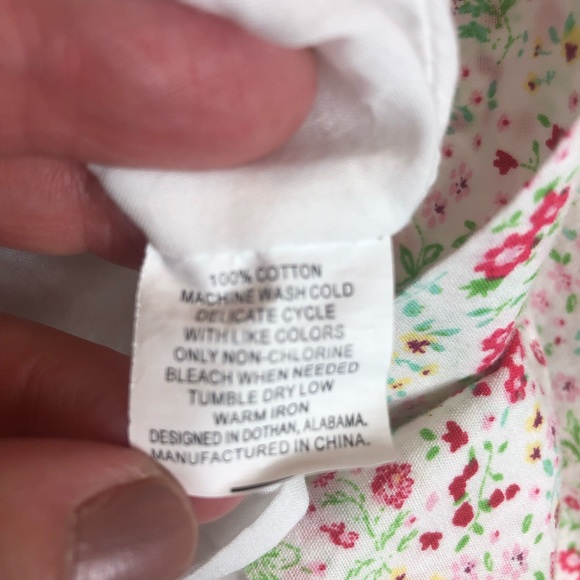 100% COTTON
MACHINE WASH COLD
DELICATE CYCLE
WITH LIKE COLORS
ONLY NON-CHLORINE
BLEACH WHEN NEEDED
TUMBLE DRY LOW
WARM IRON
DESIGNED IN DOTHAN, ALABAMA.
MANUFACTURED IN CHINA.